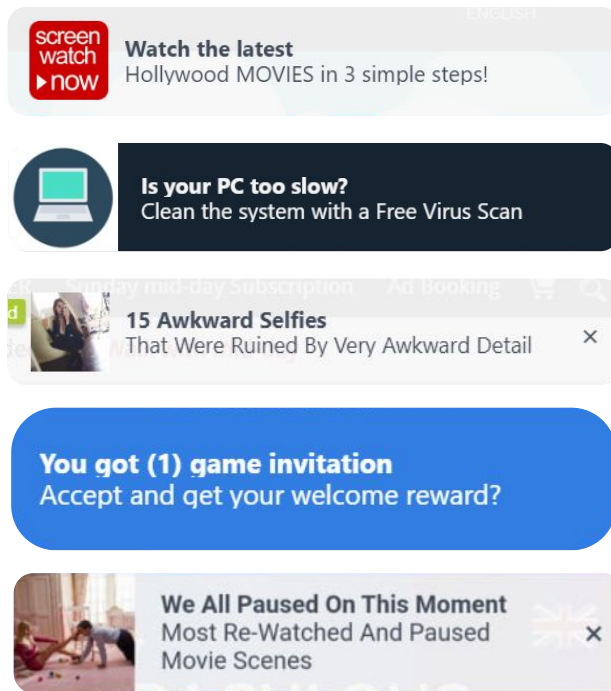 ENGLISH
screen
watch
now
Watch the latest
Hollywood MOVIES in 3 simple steps!
Is your PC too slow?
Clean the system with a Free Virus Scan
Sunday mid-day Subscription Ad Booking
d
15 Awkward Selfies
That Were Ruined By Very Awkward Detail
You got (1) game invitation
Accept and get your welcome reward?
We All Paused On This Moment
Most Re-Watched And Paused
Movie Scenes